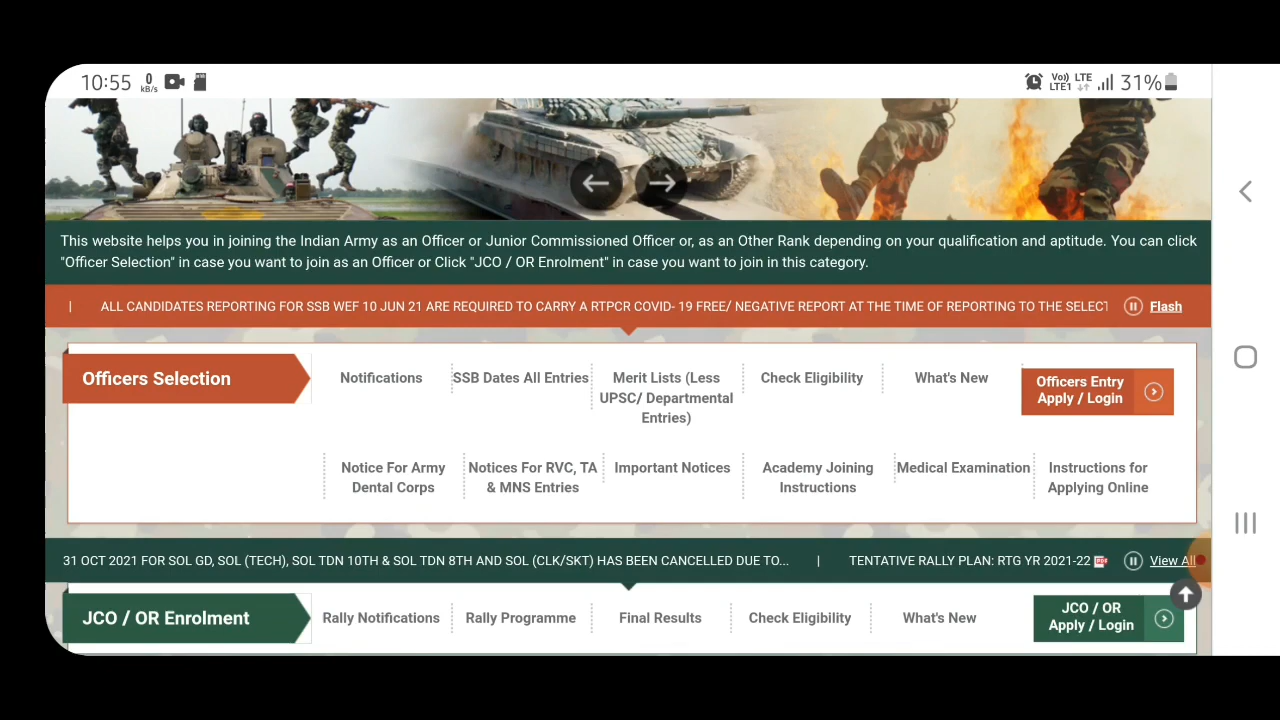 10:55 0 kB/s Vo)) LTE1 LTE 31%
This website helps you in joining the Indian Army as an Officer or Junior Commissioned Officer or, as an Other Rank depending on your qualification and aptitude. You can click
"Officer Selection" in case you want to join as an Officer or Click "JCO / OR Enrolment" in case you want to join in this category.
| ALL CANDIDATES REPORTING FOR SSB WEF 10 JUN 21 ARE REQUIRED TO CARRY A RTPCR COVID- 19 FREE/ NEGATIVE REPORT AT THE TIME OF REPORTING TO THE SELECT Flash
Officers Selection
Notifications
SSB Dates All Entries
Merit Lists (Less
UPSC/ Departmental
Entries)
Check Eligibility
What's New
Officers Entry
Apply / Login
Notice For Army
Dental Corps
Notices For RVC, TA
& MNS Entries
Important Notices
Academy Joining
Instructions
Medical Examination
Instructions for
Applying Online
31 OCT 2021 FOR SOL GD, SOL (TECH), SOL TDN 10TH & SOL TDN 8TH AND SOL (CLK/SKT) HAS BEEN CANCELLED DUE TO... | TENTATIVE RALLY PLAN: RTG YR 2021-22 View All
JCO / OR Enrolment
Rally Notifications
Rally Programme
Final Results
Check Eligibility
What's New
JCO / OR
Apply / Login